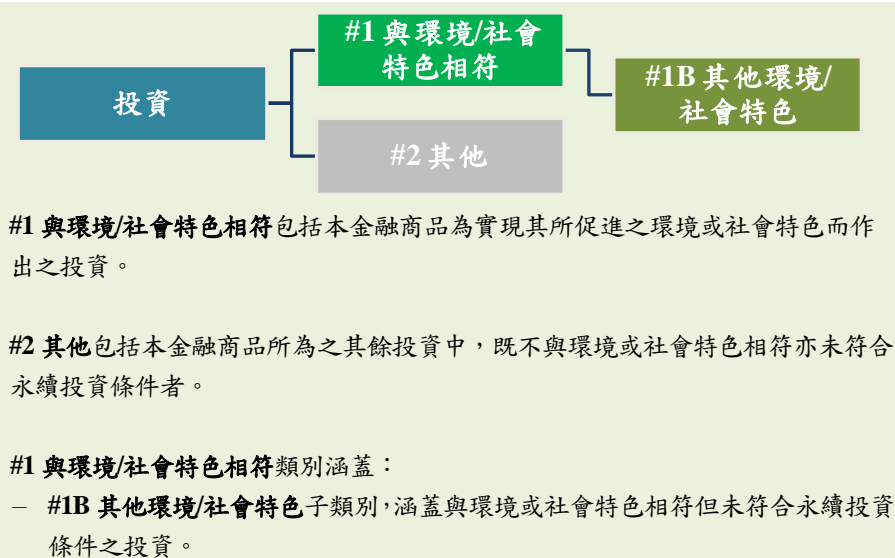 #1 與環境/社會
特色相符
#1B 其他環境/
社會特色
投資
#2 其他
#1 與環境/社會特色相符包括本金融商品為實現其所促進之環境或社會特色而作
出之投資。
#2 其他包括本金融商品所為之其餘投資中，既不與環境或社會特色相符亦未符合
永續投資條件者。
#1 與環境/社會特色相符類別涵蓋：
– #1B 其他環境/社會特色子類別，涵蓋與環境或社會特色相符但未符合永續投資
條件之投資。